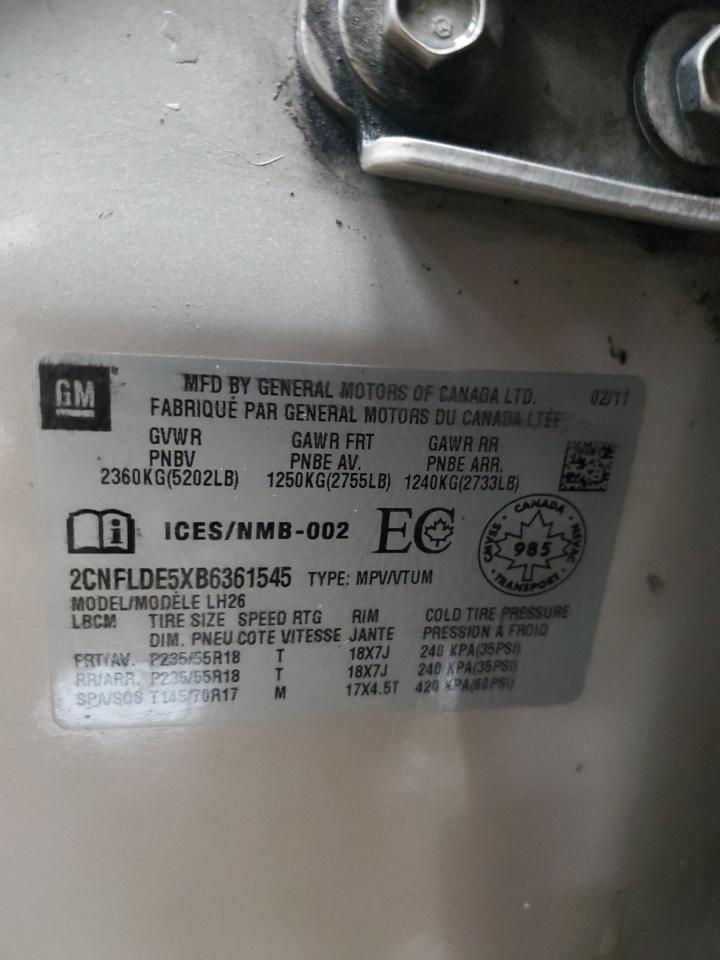 GM
MFD BY GENERAL MOTORS OF CANADA LTD. 02/11
FABRIQUÉ PAR GENERAL MOTORS DU CANADA LTÉE
GVWR GAWR FRT GAWR RR
PNBV PNBE AV. PNBE ARR.
2360KG(5202LB) 1250KG(2755LB) 1240KG(2733LB)
ICES/NMB-002 EC
CANADA
CMVSS 985 NSVAC
TRANSPORT
2CNFLDE5XB6361545 TYPE: MPV/VTUM
MODEL/MODÈLE LH26
LBCM TIRE SIZE SPEED RTG RIM COLD TIRE PRESSURE
DIM. PNEU COTE VITESSE JANTE PRESSION A FROID
FRT/AV. P235/55R18 T 18X7J 240 KPA(35PSI)
RR/ARR. P235/55R18 T 18X7J 240 KPA(35PSI)
SPA/SOS T145/70R17 M 17X4.5T 420 KPA(60PSI)